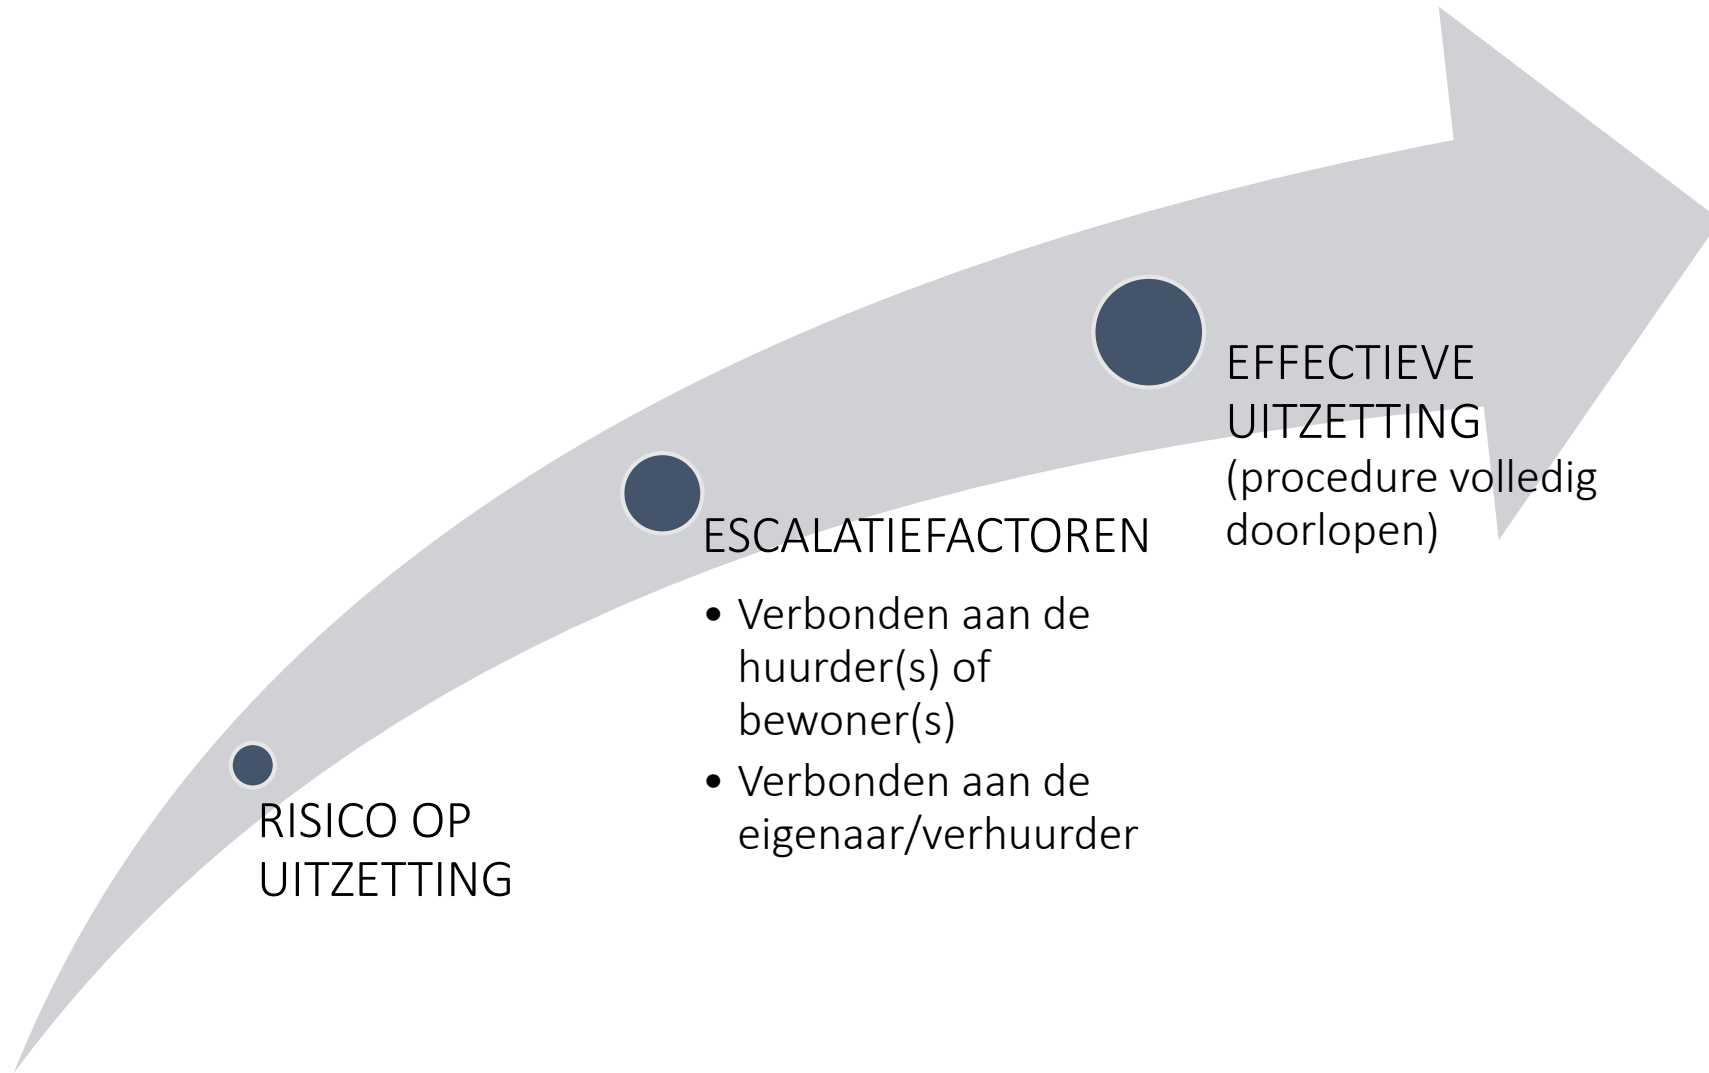 RISICO OP
UITZETTING
ESCALATIEFACTOREN
• Verbonden aan de
huurder(s) of
bewoner(s)
• Verbonden aan de
eigenaar/verhuurder
EFFECTIEVE
UITZETTING
(procedure volledig
doorlopen)